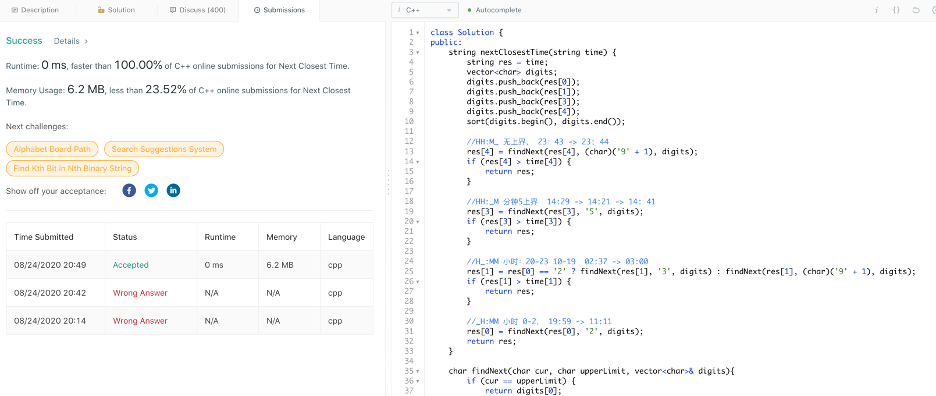 Description
Solution
Discuss (400)
Submissions
Success Details
Runtime: 0 ms, faster than 100.00% of C++ online submissions for Next Closest Time.
Memory Usage: 6.2 MB, less than 23.52% of C++ online submissions for Next Closest
Time.
Next challenges:
Alphabet Board Path
Search Suggestions System
Find Kth Bit in Nth Binary String
Show off your acceptance:
Time Submitted Status Runtime Memory Language
08/24/2020 20:49 Accepted 0 ms 6.2 MB cpp
08/24/2020 20:42 Wrong Answer N/A N/A cpp
08/24/2020 20:14 Wrong Answer N/A N/A cpp
i C++
Autocomplete
i {}
1 class Solution {
2 public:
3 string nextClosestTime(string time) {
4 string res = time;
5 vector<char> digits;
6 digits.push_back(res[0]);
7 digits.push_back(res[1]);
8 digits.push_back(res[3]);
9 digits.push_back(res[4]);
10 sort(digits.begin(), digits.end());
11
12 //HH:M_ 无上界, 23: 43 -> 23: 44
13 res[4] = findNext(res[4], (char)('9' + 1), digits);
14 if (res[4] > time[4]) {
15 return res;
16 }
17
18 //HH:_M 分钟5上界 14:29 -> 14:21 -> 14: 41
19 res[3] = findNext(res[3], '5', digits);
20 if (res[3] > time[3]) {
21 return res;
22 }
23
24 //H_:MM 小时: 20-23 10-19 02:37 -> 03:00
25 res[1] = res[0] == '2' ? findNext(res[1], '3', digits) : findNext(res[1], (char)('9' + 1), digits);
26 if (res[1] > time[1]) {
27 return res;
28 }
29
30 //_H:MM 小时 0-2, 19:59 -> 11:11
31 res[0] = findNext(res[0], '2', digits);
32 return res;
33 }
34
35 char findNext(char cur, char upperLimit, vector<char>& digits){
36 if (cur == upperLimit) {
37 return digits[0];